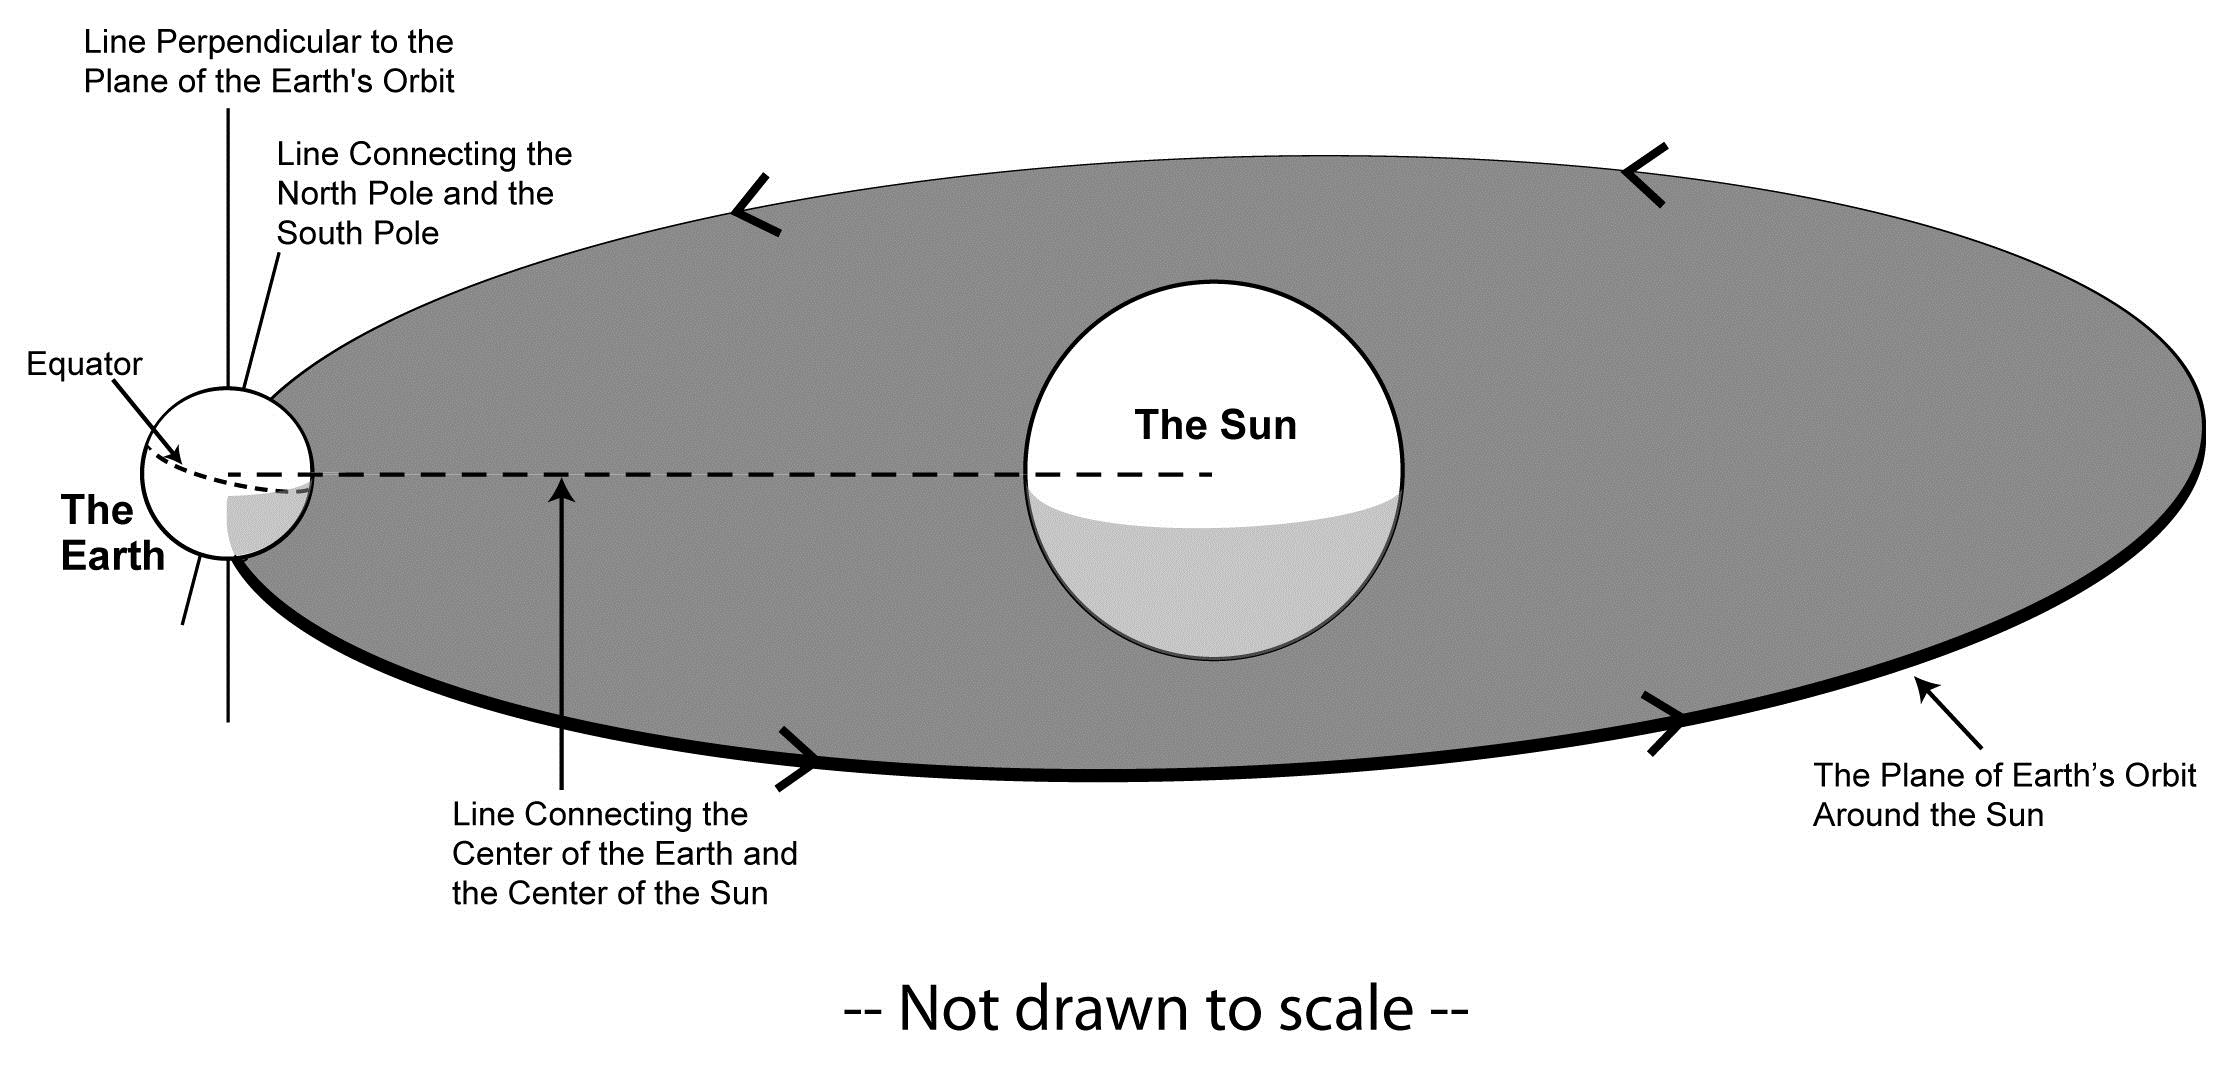 Line Perpendicular to the
Plane of the Earth's Orbit
Line Connecting the
North Pole and the
South Pole
Equator
The Sun
The
Earth
The Plane of Earth’s Orbit
Around the Sun
Line Connecting the
Center of the Earth and
the Center of the Sun
-- Not drawn to scale --